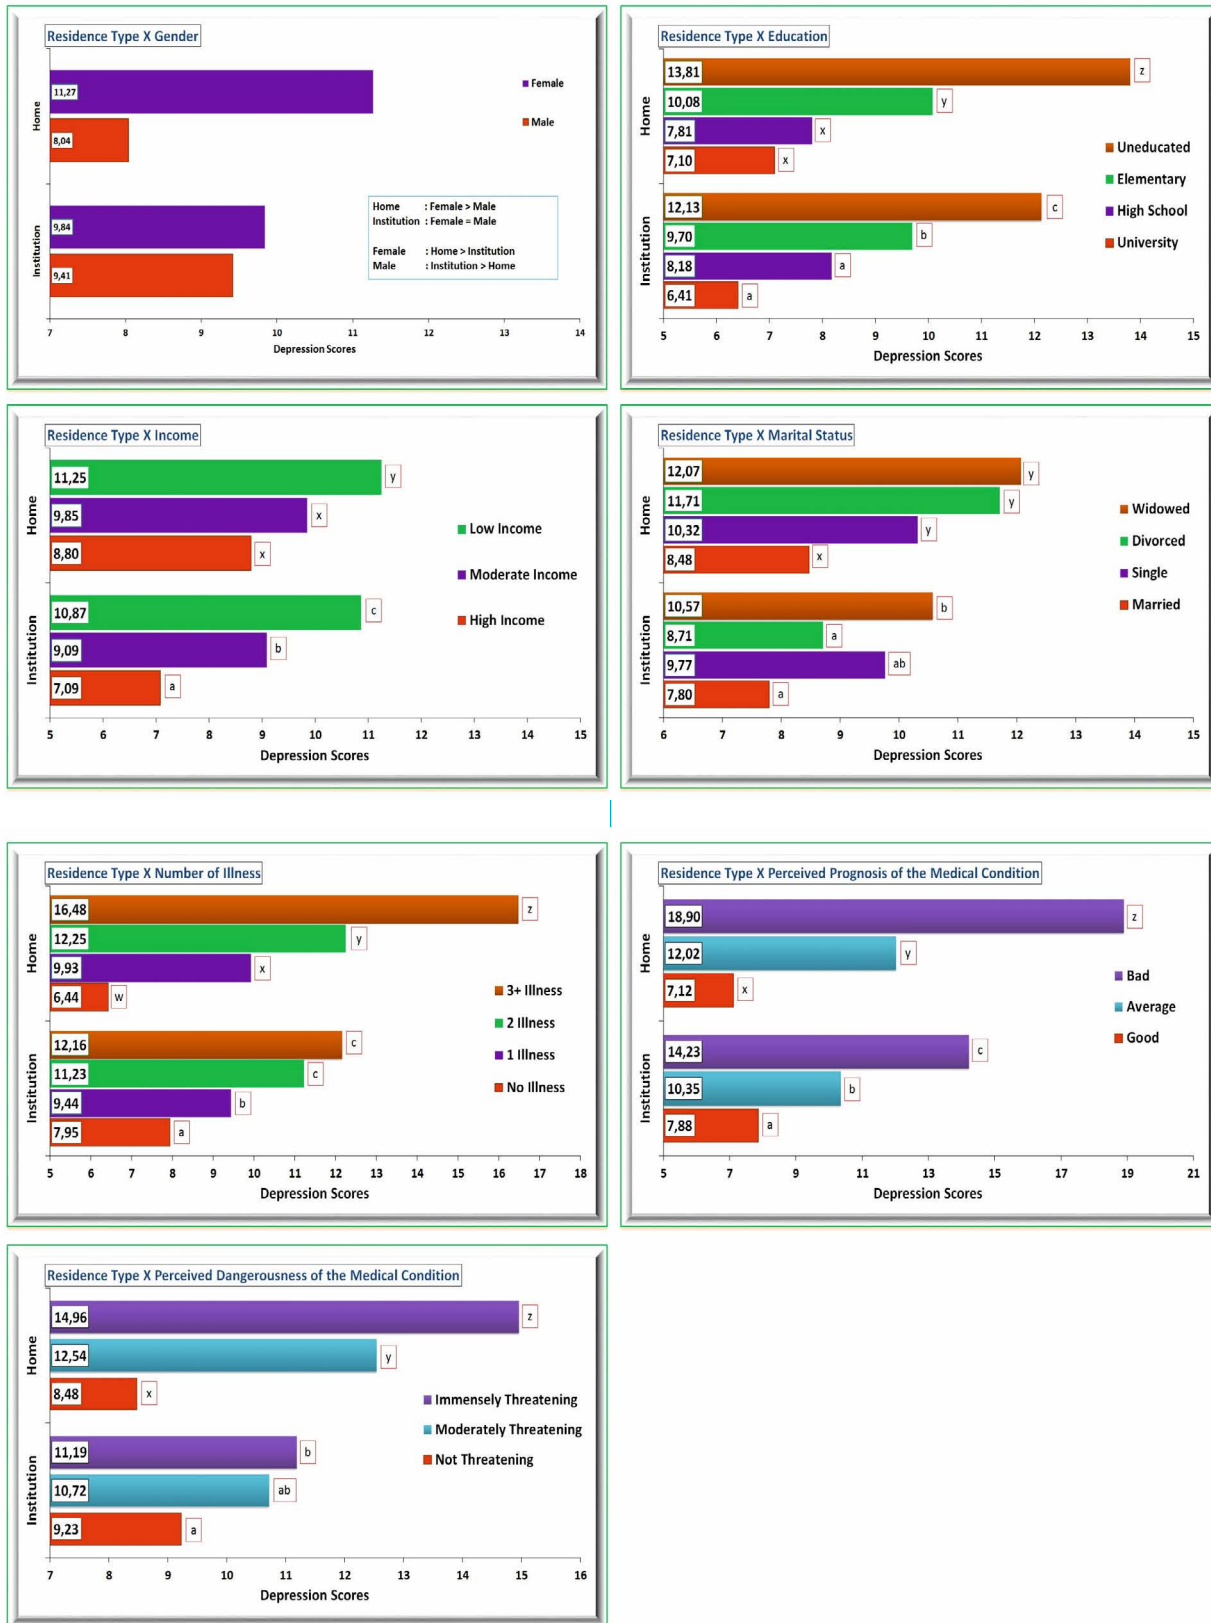 Residence Type X Gender
Home
11,27
8,04
Institution
9,84
9,41
Female
Male
Home : Female > Male
Institution : Female = Male
Female : Home > Institution
Male : Institution > Home
7 8 9 10 11 12 13 14
Depression Scores
Residence Type X Education
Home
13,81 z
10,08 y
7,81 x
7,10 x
Institution
12,13 c
9,70 b
8,18 a
6,41 a
Uneducated
Elementary
High School
University
5 6 7 8 9 10 11 12 13 14 15
Depression Scores
Residence Type X Income
Home
11,25 y
9,85 x
8,80 x
Institution
10,87 c
9,09 b
7,09 a
Low Income
Moderate Income
High Income
5 6 7 8 9 10 11 12 13 14 15
Depression Scores
Residence Type X Marital Status
Home
12,07 y
11,71 y
10,32 y
8,48 x
Institution
10,57 b
8,71 a
9,77 ab
7,80 a
Widowed
Divorced
Single
Married
6 7 8 9 10 11 12 13 14 15
Depression Scores
Residence Type X Number of Illness
Home
16,48 z
12,25 y
9,93 x
6,44 w
Institution
12,16 c
11,23 c
9,44 b
7,95 a
3+ Illness
2 Illness
1 Illness
No Illness
5 6 7 8 9 10 11 12 13 14 15 16 17 18
Depression Scores
Residence Type X Perceived Prognosis of the Medical Condition
Home
18,90 z
12,02 y
7,12 x
Institution
14,23 c
10,35 b
7,88 a
Bad
Average
Good
5 7 9 11 13 15 17 19 21
Depression Scores
Residence Type X Perceived Dangerousness of the Medical Condition
Home
14,96 z
12,54 y
8,48 x
Institution
11,19 b
10,72 ab
9,23 a
Immensely Threatening
Moderately Threatening
Not Threatening
7 8 9 10 11 12 13 14 15 16
Depression Scores